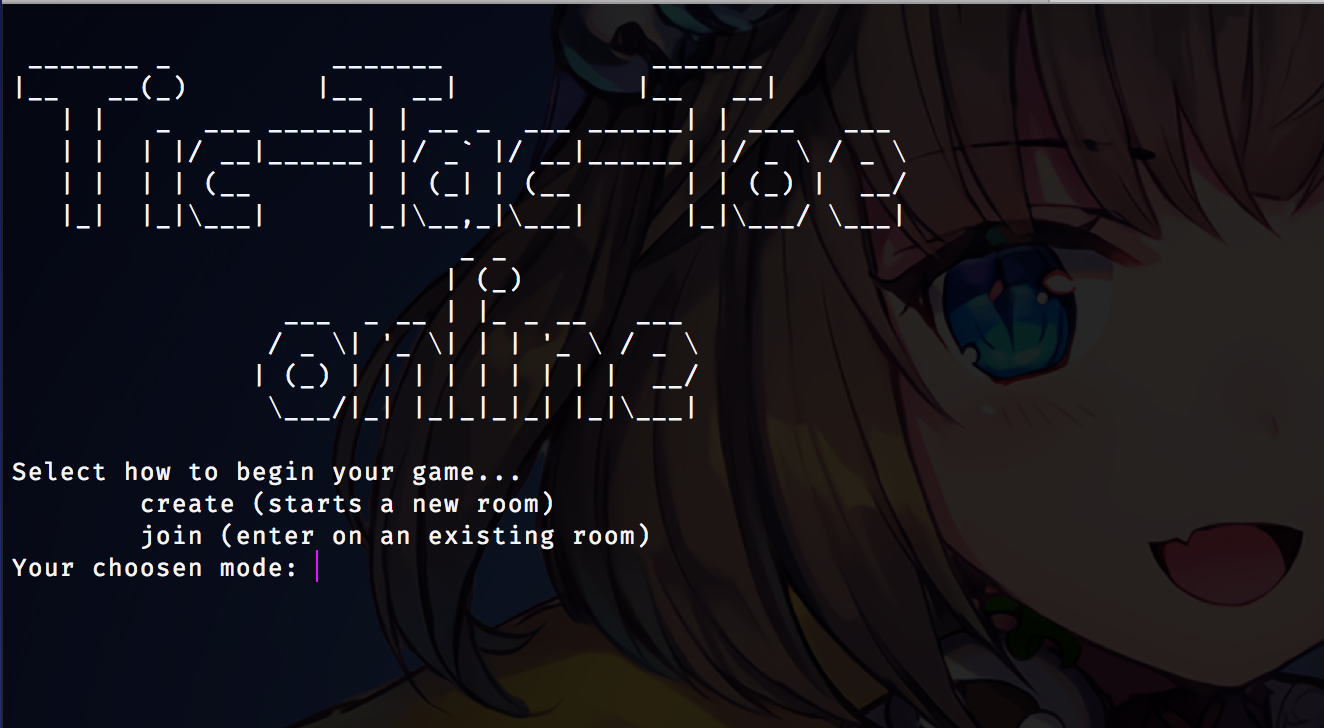 Tic-Tac-Toe
online
Select how to begin your game...
create (starts a new room)
join (enter on an existing room)
Your choosen mode: